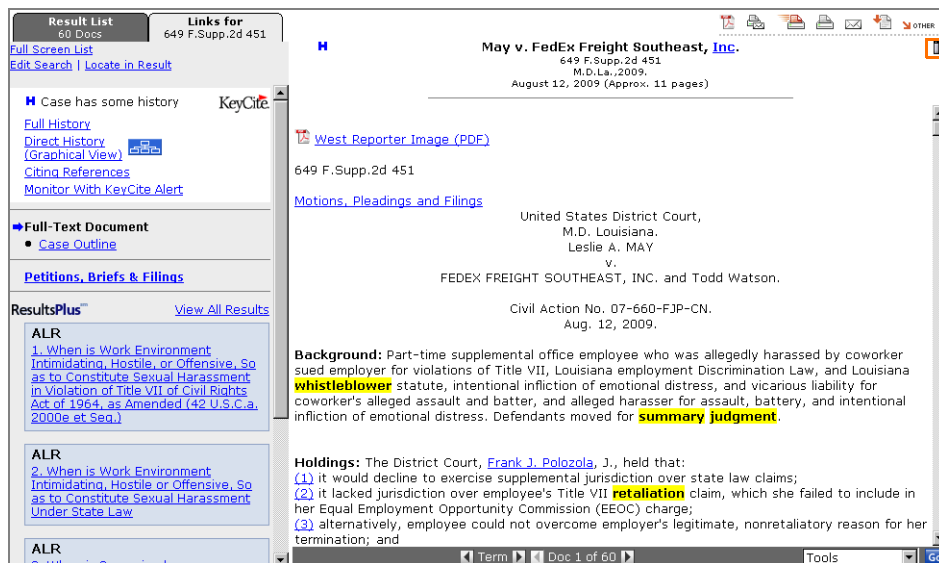 Result List
60 Docs
Links for
649 F.Supp.2d 451
Full Screen List
Edit Search | Locate in Result
H Case has some history
KeyCite
Full History
Direct History
(Graphical View)
Citing References
Monitor With KeyCite Alert
Full-Text Document
• Case Outline
Petitions, Briefs & Filings
ResultsPlus™
View All Results
ALR
1. When is Work Environment
Intimidating, Hostile, or Offensive, So
as to Constitute Sexual Harassment
in Violation of Title VII of Civil Rights
Act of 1964, as Amended (42 U.S.C.a.
2000e et Seq.)
ALR
2. When is Work Environment
Intimidating, Hostile or Offensive, So
as to Constitute Sexual Harassment
Under State Law
ALR
OTHER
H
May v. FedEx Freight Southeast, Inc.
649 F.Supp.2d 451
M.D.La.,2009.
August 12, 2009 (Approx. 11 pages)
West Reporter Image (PDF)
649 F.Supp.2d 451
Motions, Pleadings and Filings
United States District Court,
M.D. Louisiana.
Leslie A. MAY
v.
FEDEX FREIGHT SOUTHEAST, INC. and Todd Watson.
Civil Action No. 07-660-FJP-CN.
Aug. 12, 2009.
Background: Part-time supplemental office employee who was allegedly harassed by coworker
sued employer for violations of Title VII, Louisiana employment Discrimination Law, and Louisiana
whistleblower statute, intentional infliction of emotional distress, and vicarious liability for
coworker's alleged assault and batter, and alleged harasser for assault, battery, and intentional
infliction of emotional distress. Defendants moved for summary judgment.
Holdings: The District Court, Frank J. Polozola, J., held that:
(1) it would decline to exercise supplemental jurisdiction over state law claims;
(2) it lacked jurisdiction over employee's Title VII retaliation claim, which she failed to include in
her Equal Employment Opportunity Commission (EEOC) charge;
(3) alternatively, employee could not overcome employer's legitimate, nonretaliatory reason for her
termination; and
Term Doc 1 of 60
Tools
Go